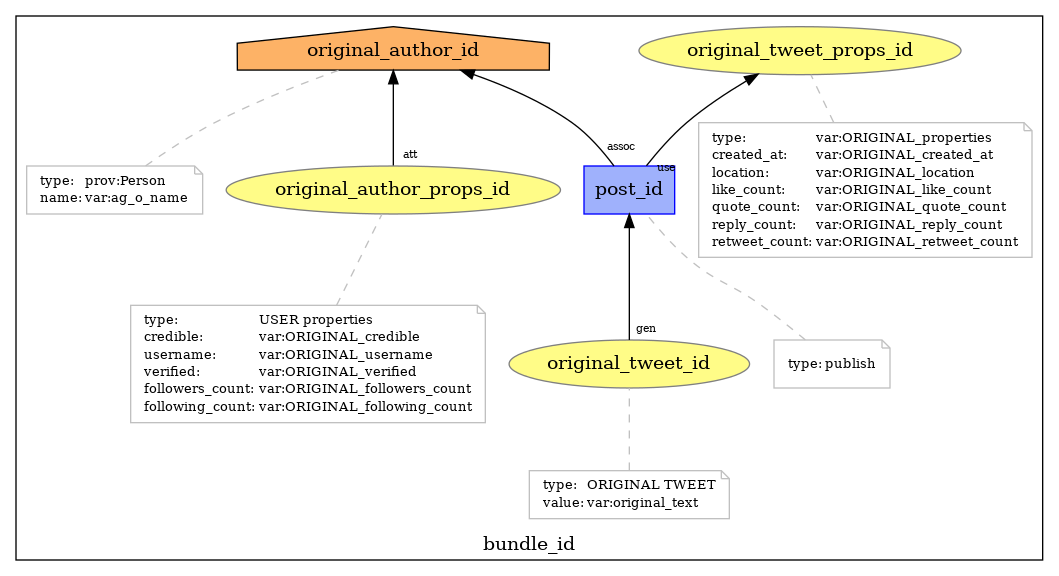 original_author_id
original_tweet_props_id
type: var:ORIGINAL_properties
created_at: var:ORIGINAL_created_at
location: var:ORIGINAL_location
like_count: var:ORIGINAL_like_count
quote_count: var:ORIGINAL_quote_count
reply_count: var:ORIGINAL_reply_count
retweet_count: var:ORIGINAL_retweet_count
att
assoc
use
type: prov:Person
name: var:ag_o_name
original_author_props_id
post_id
type: USER properties
credible: var:ORIGINAL_credible
username: var:ORIGINAL_username
verified: var:ORIGINAL_verified
followers_count: var:ORIGINAL_followers_count
following_count: var:ORIGINAL_following_count
gen
original_tweet_id
type: publish
type: ORIGINAL TWEET
value: var:original_text
bundle_id